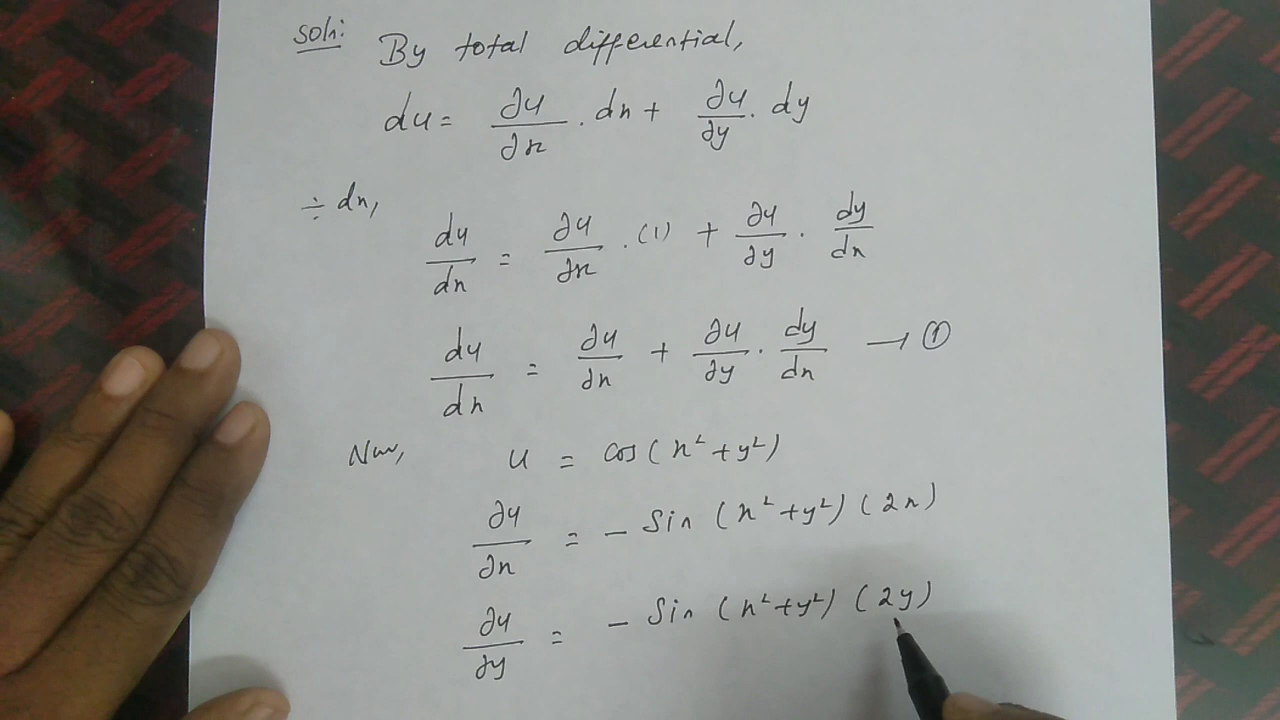 Soln: By total differential,
du = ∂u/∂x . dx + ∂u/∂y . dy
÷ dx,
du/dx = ∂u/∂x . (1) + ∂u/∂y . dy/dx
du/dx = ∂u/∂x + ∂u/∂y . dy/dx → ①
Now, u = cos(x² + y²)
∂u/∂x = - Sin (x² + y²) (2x)
∂u/∂y = - Sin (x² + y²) (2y)